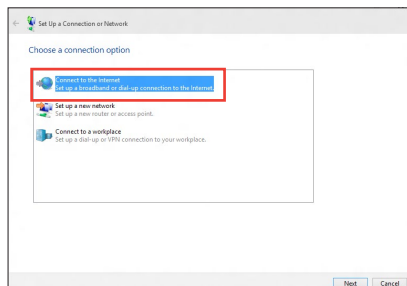 Set Up a Connection or Network
Choose a connection option
Connect to the Internet
Set up a broadband or dial-up connection to the Internet.
Set up a new network
Set up a new router or access point.
Connect to a workplace
Set up a dial-up or VPN connection to your workplace.
Next Cancel